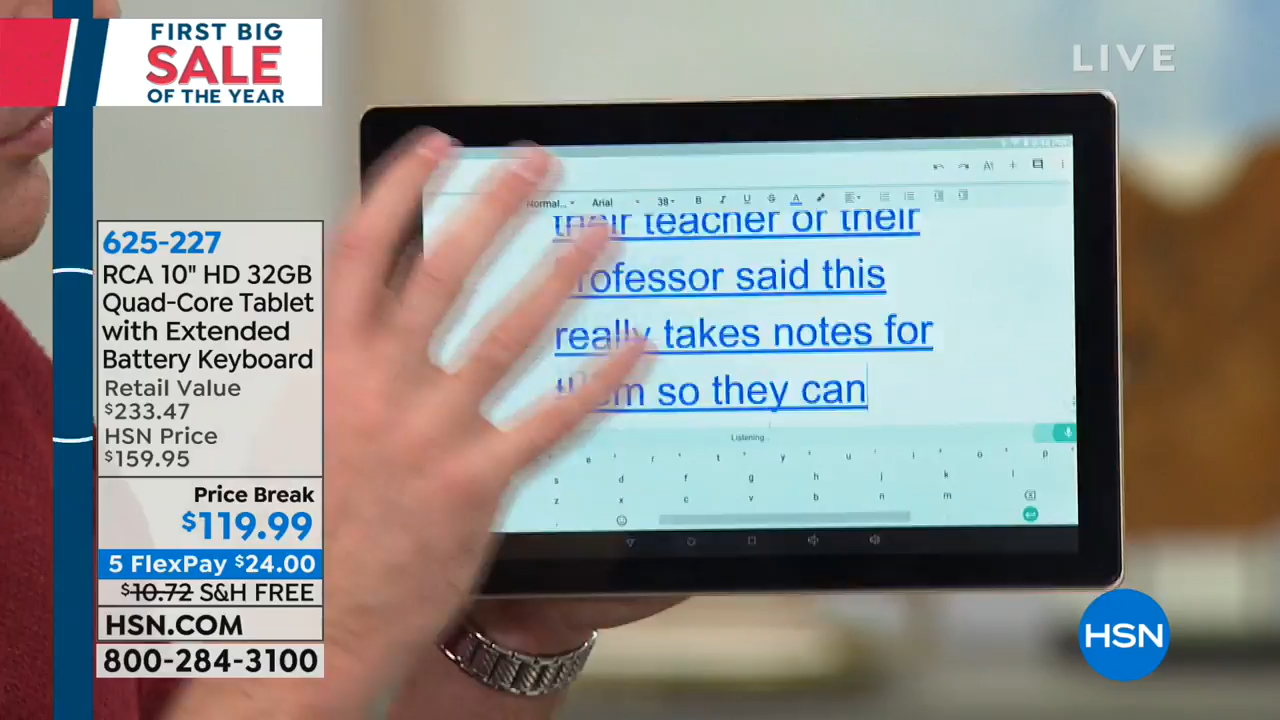 FIRST BIG
SALE
OF THE YEAR
LIVE
625-227
RCA 10" HD 32GB
Quad-Core Tablet
with Extended
Battery Keyboard
Retail Value
$233.47
HSN Price
$159.95
Price Break
$119.99
5 FlexPay $24.00
$10.72 S&H FREE
HSN.COM
800-284-3100
Normal... Arial 38 B I U S A
their teacher or their
professor said this
really takes notes for
them so they can
Listening...
e r t y u i o p
s d f g h j k l
z x c v b n m
HSN